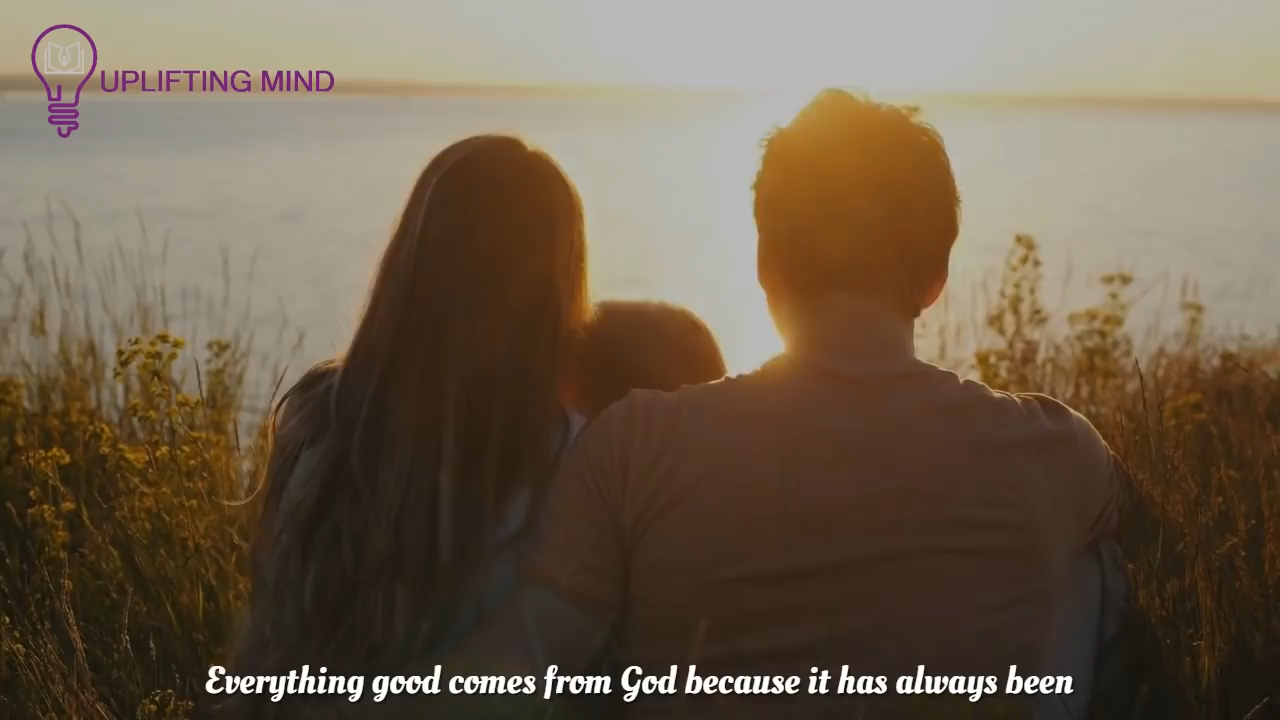 UPLIFTING MIND
Everything good comes from God because it has always been